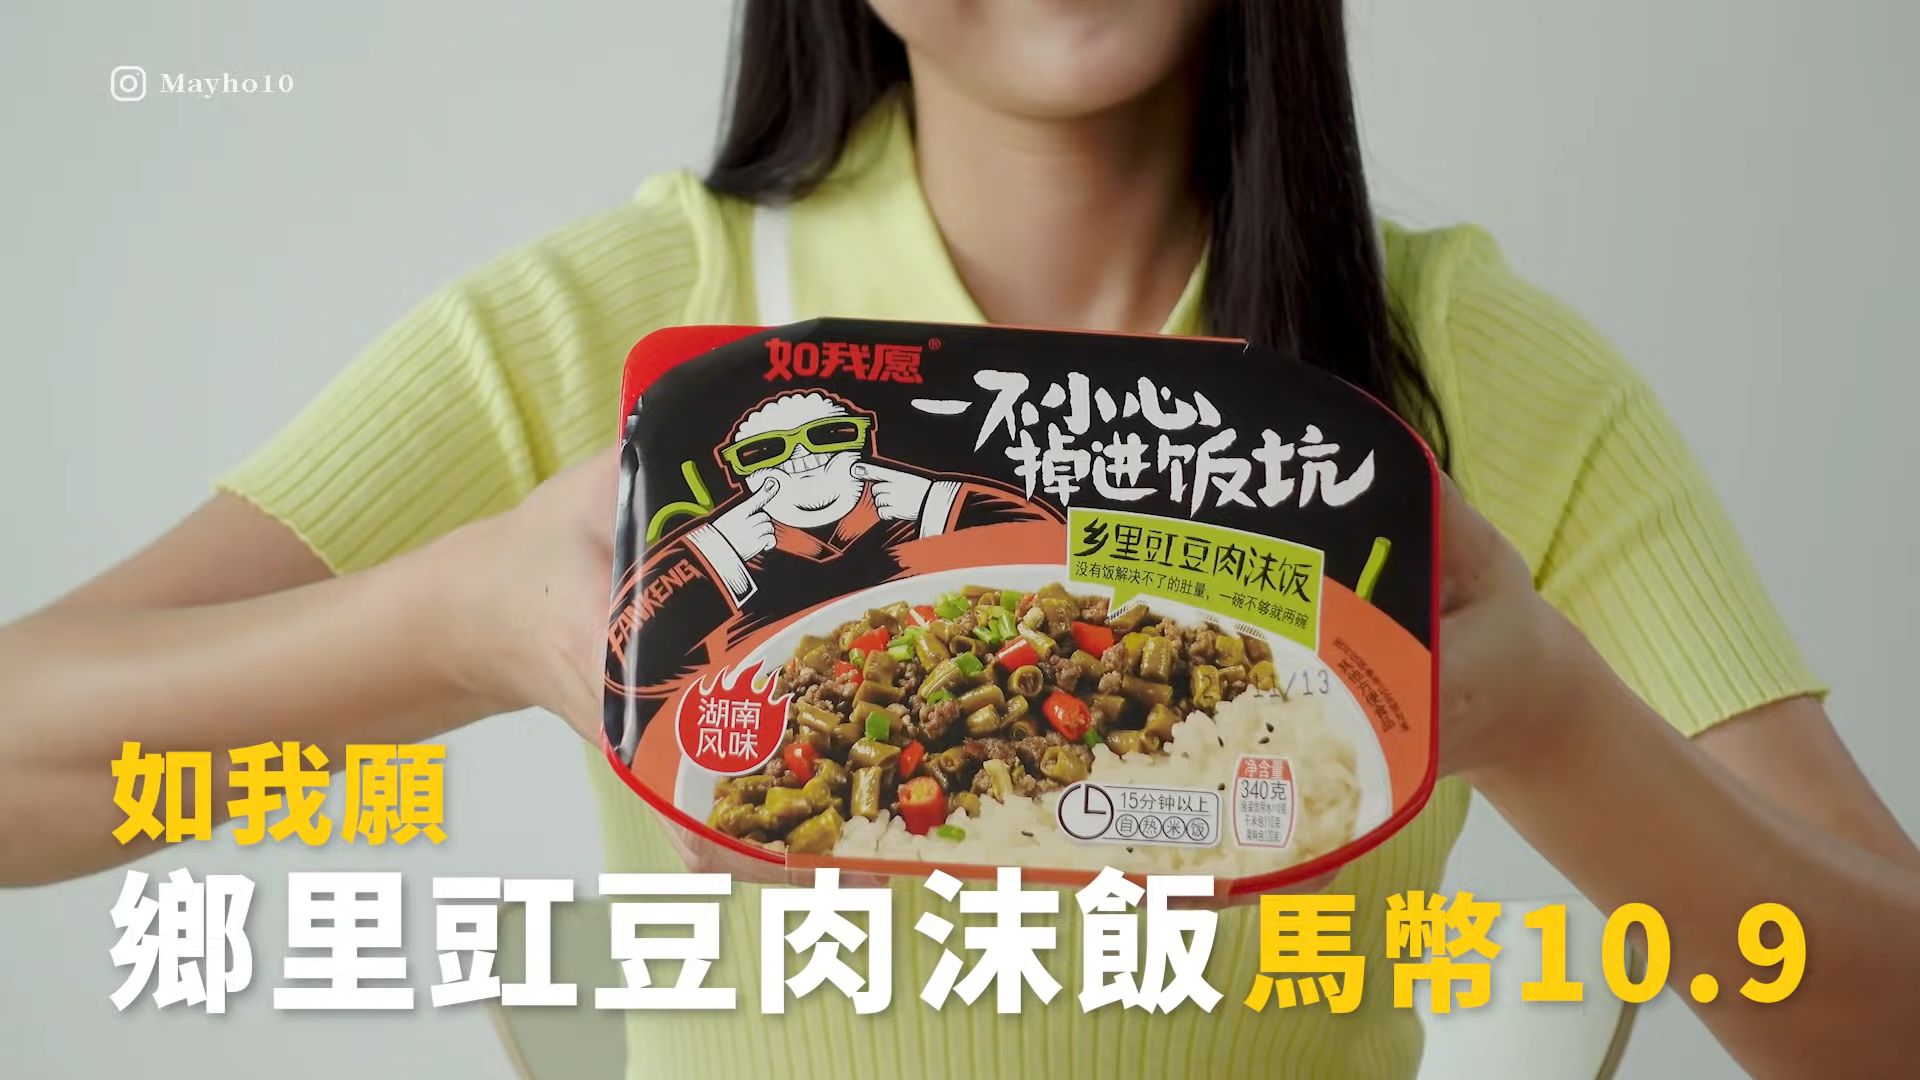 Mayho10
如我愿®
一不小心
掉进饭坑
乡里豇豆肉沫饭
没有饭解决不了的肚量，一碗不够就两碗
FANKENG
湖南
风味
11/13
15分钟以上
自热米饭
净含量
340克
如我願
鄉里豇豆肉沫飯 馬幣10.9